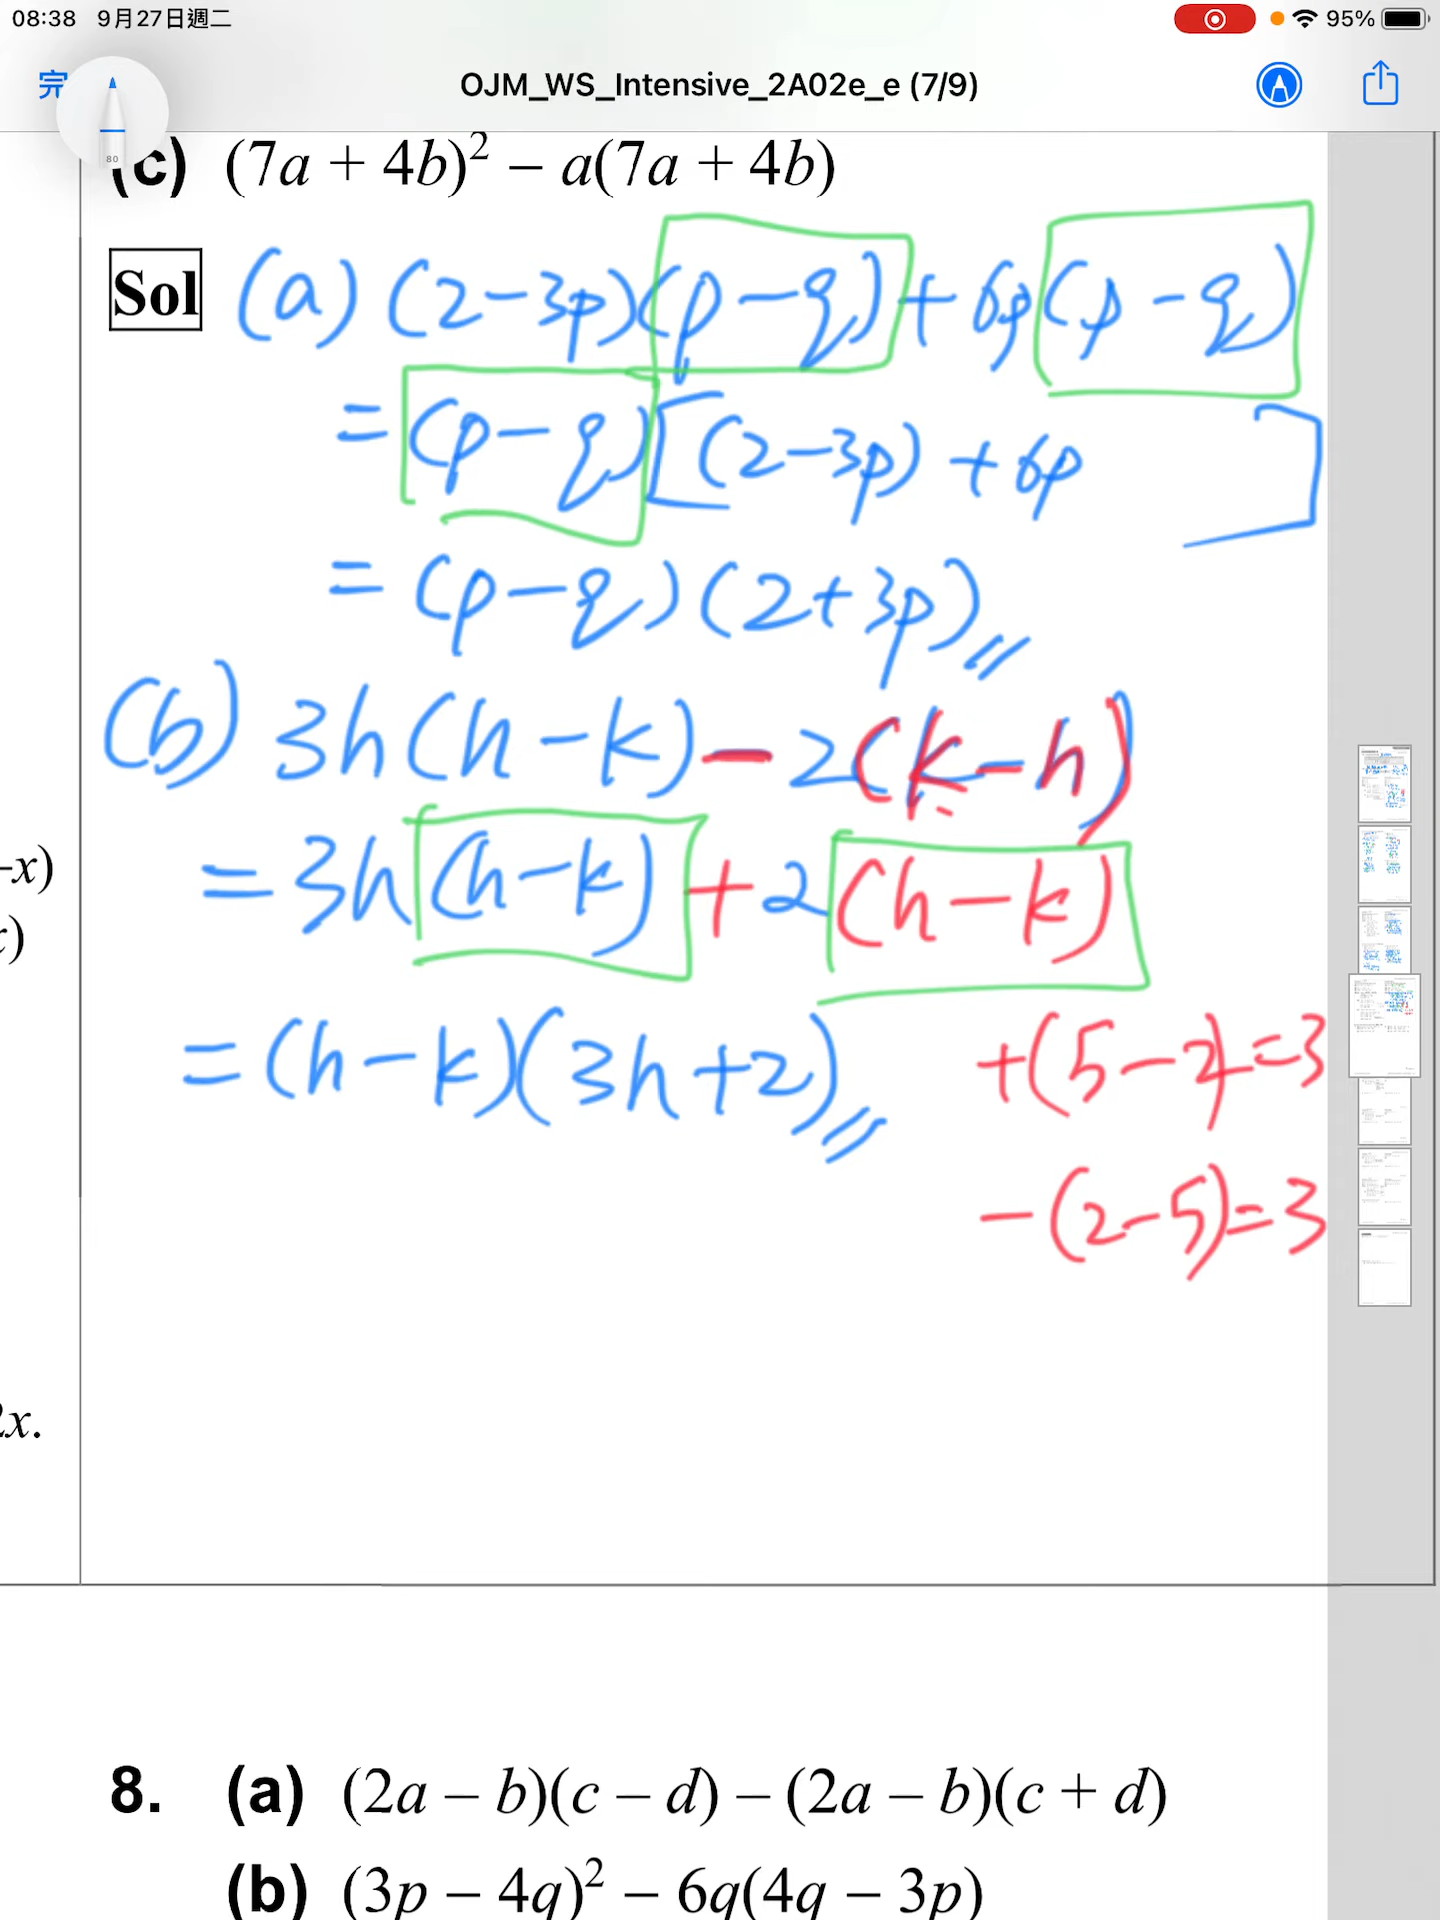 08:38 9月27日週二
95%
完
OJM_WS_Intensive_2A02e_e (7/9)
80
(c) (7a + 4b)² – a(7a + 4b)
Sol (a) (2-3p)(p-q)+6p(p-q)
=(p-q)[(2-3p)+6p ]
=(p-q)(2+3p)//
(b) 3h(h-k)-2(k-h)
=3h(h-k)+2(h-k)
=(h-k)(3h+2)//
+(5-2)=3
-(2-5)=3
-x)
)
x.
8. (a) (2a – b)(c – d) – (2a – b)(c + d)
(b) (3p – 4q)² – 6q(4q – 3p)